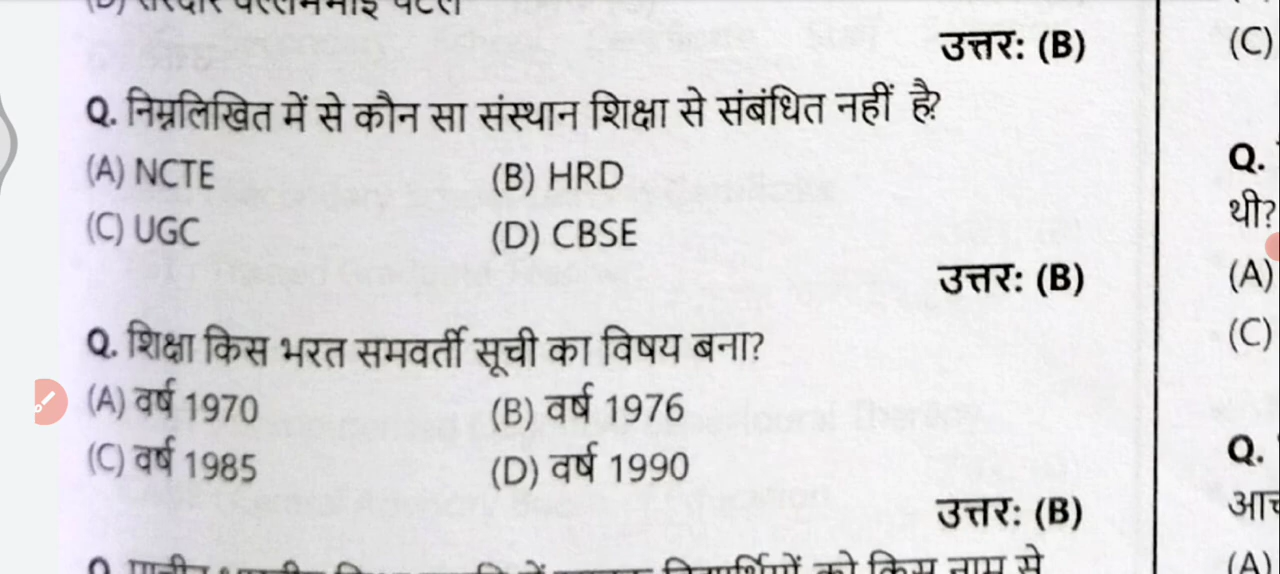 उत्तर: (B)
Q. निम्नलिखित में से कौन सा संस्थान शिक्षा से संबंधित नहीं है?
(A) NCTE (B) HRD
(C) UGC (D) CBSE
उत्तर: (B)
Q. शिक्षा किस भरत समवर्ती सूची का विषय बना?
(A) वर्ष 1970 (B) वर्ष 1976
(C) वर्ष 1985 (D) वर्ष 1990
उत्तर: (B)
(C)
Q.
थी?
(A)
(C)
Q.
(A)